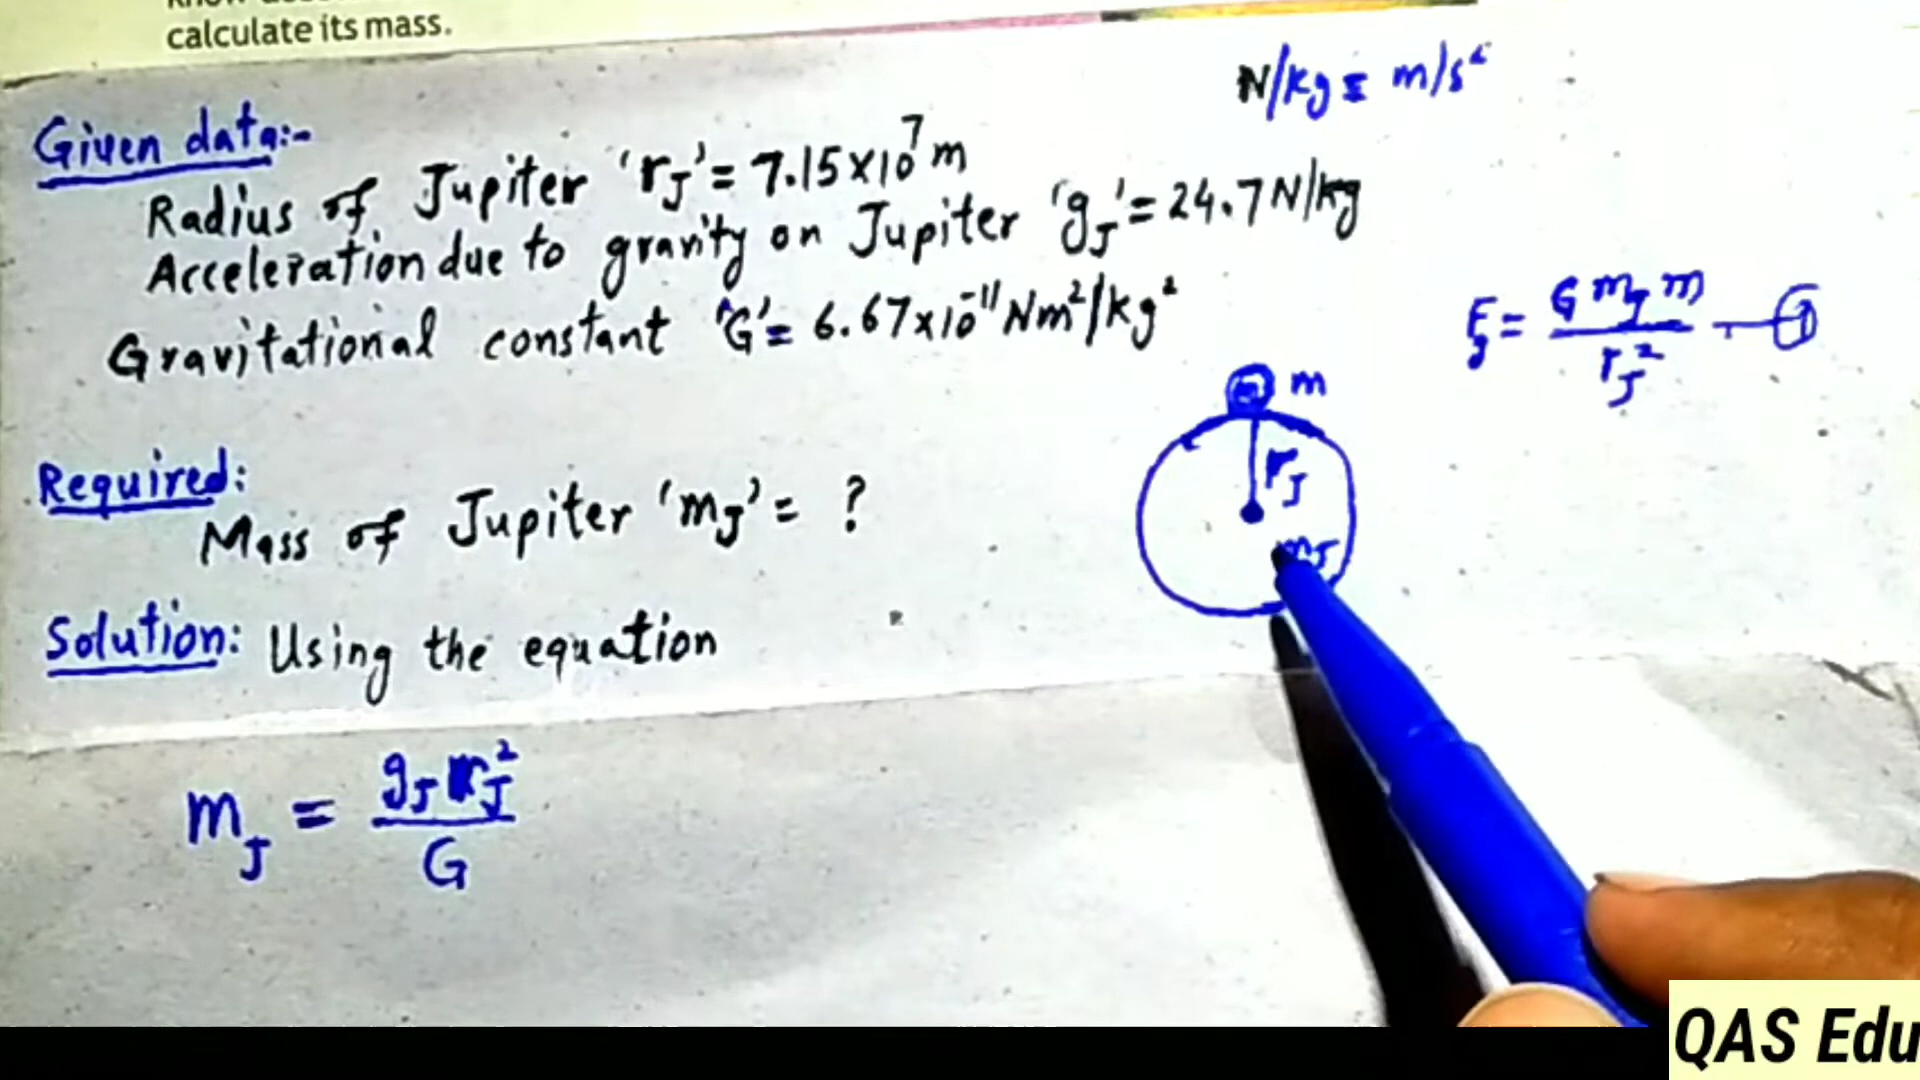 calculate its mass.
N/kg = m/s²
Given data:-
Radius of Jupiter 'rJ' = 7.15×10⁷ m
Acceleration due to gravity on Jupiter 'gJ' = 24.7 N/kg
Gravitational constant 'G' = 6.67×10⁻¹¹ Nm²/kg²
Fg = G mJ m / rJ² — ①
m
rJ
mJ
Required:
Mass of Jupiter 'mJ' = ?
Solution: Using the equation
mJ = gJ rJ² / G
QAS Edu